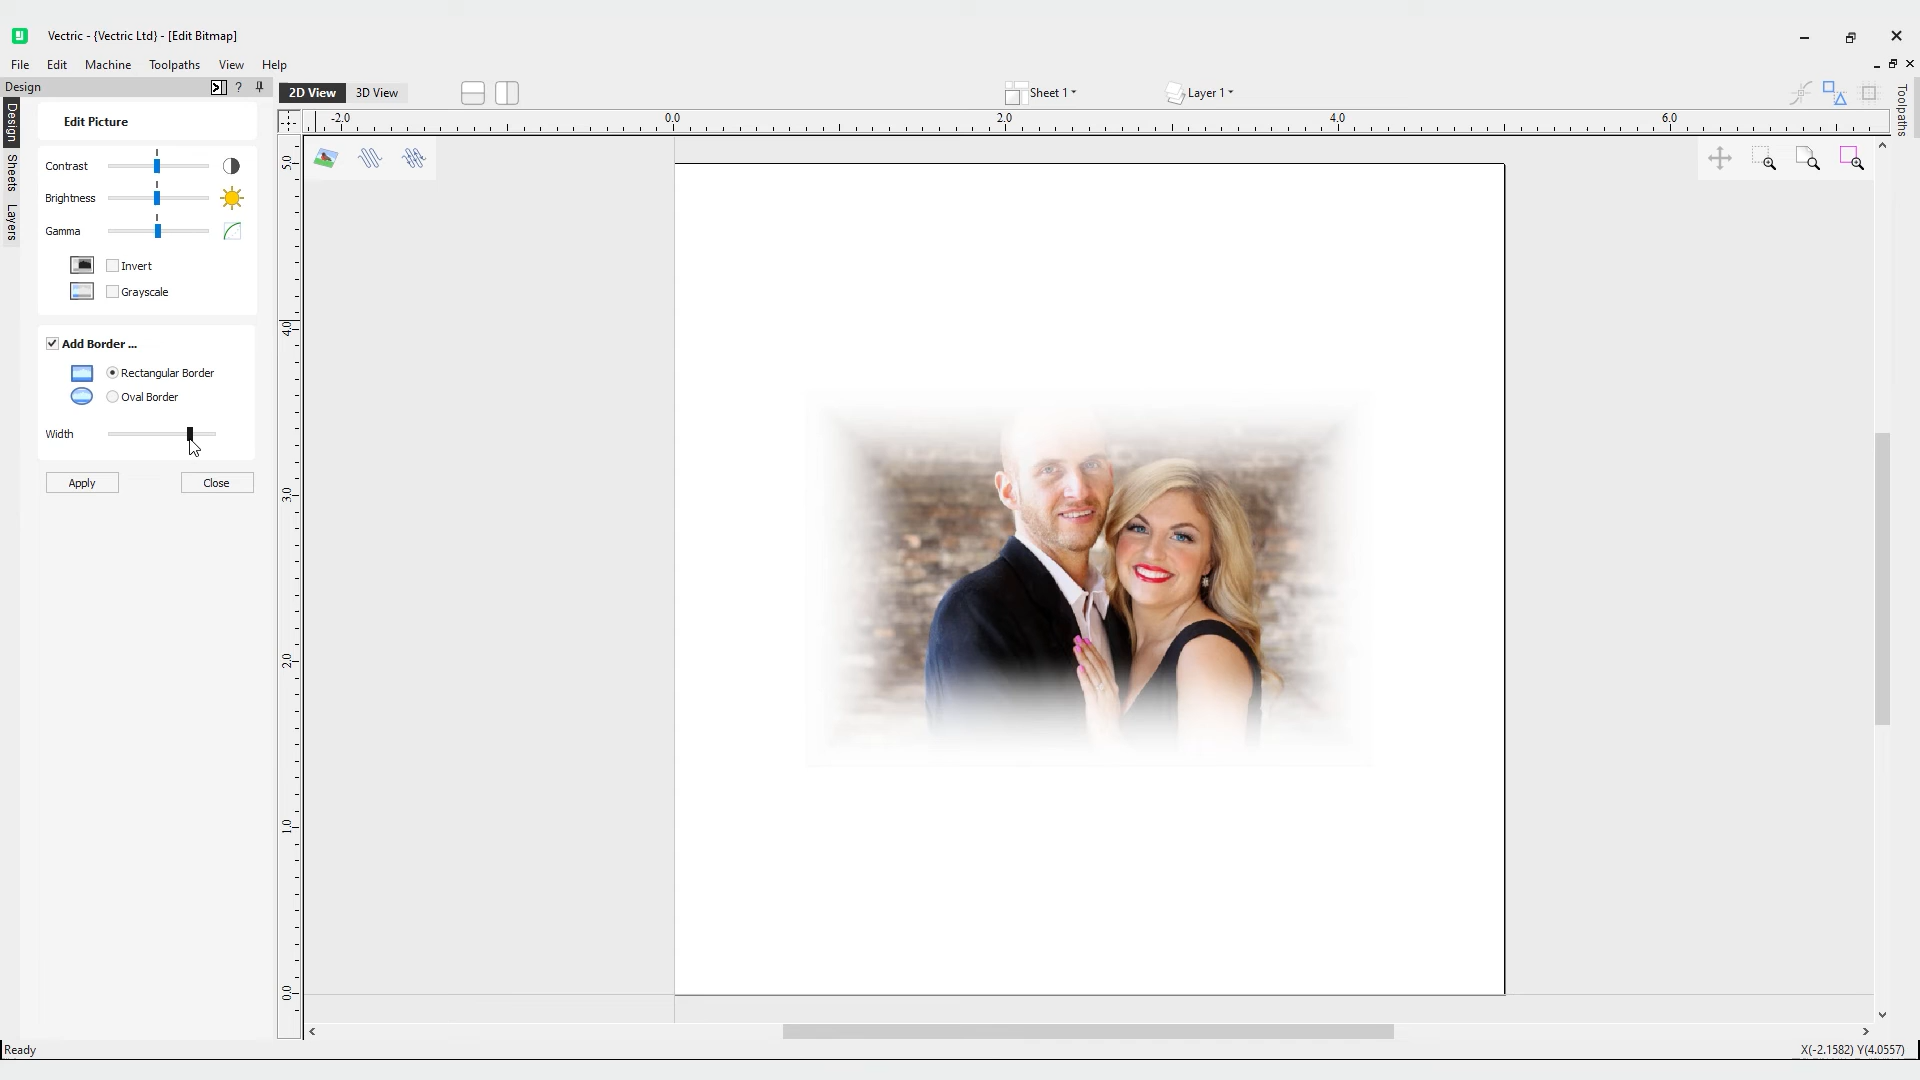 Vectric - {Vectric Ltd} - [Edit Bitmap]
File Edit Machine Toolpaths View Help
Design ?
2D View 3D View
Sheet 1
Layer 1
Design
Sheets
Layers
Toolpaths
-2.0 0.0 2.0 4.0 6.0
5.0
4.0
3.0
2.0
1.0
0.0
Edit Picture
Contrast
Brightness
Gamma
Invert
Grayscale
Add Border ...
Rectangular Border
Oval Border
Width
Apply Close
Ready
X(-2.1582) Y(4.0557)